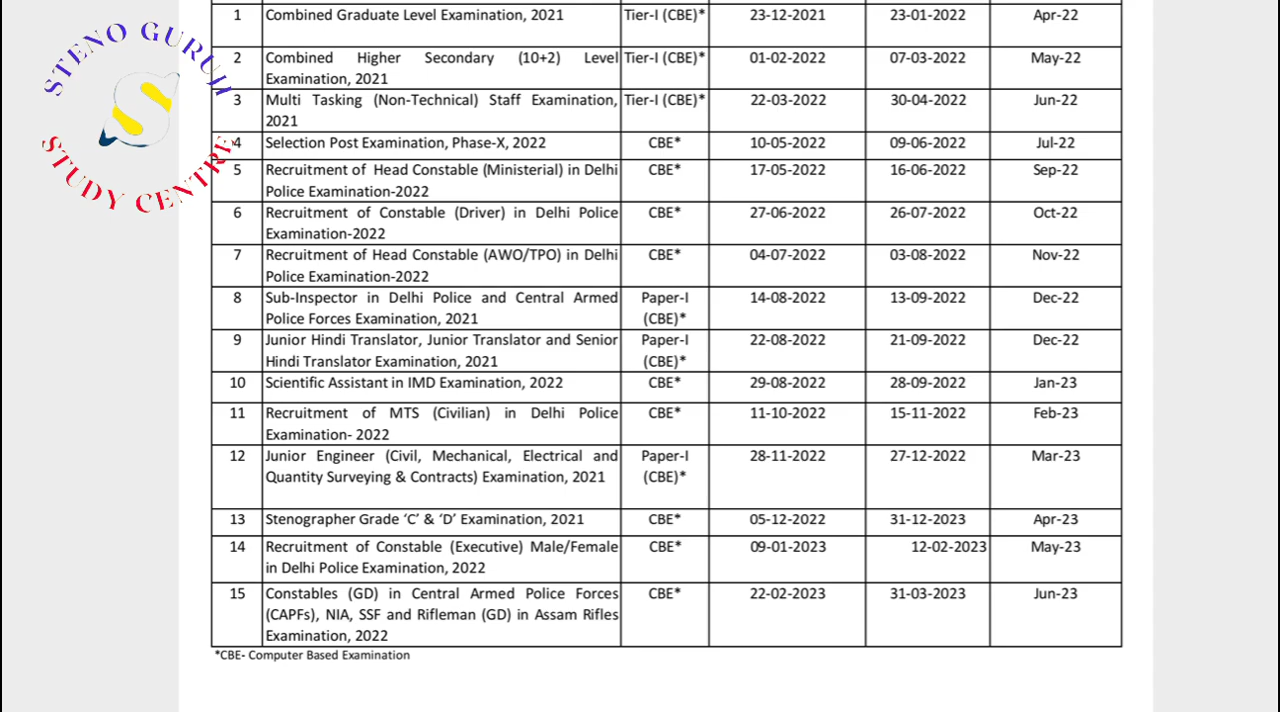 STENO GURUJI
STUDY CENTRE
1 Combined Graduate Level Examination, 2021 Tier-I (CBE)* 23-12-2021 23-01-2022 Apr-22
2 Combined Higher Secondary (10+2) Level Tier-I (CBE)* 01-02-2022 07-03-2022 May-22
Examination, 2021
3 Multi Tasking (Non-Technical) Staff Examination, Tier-I (CBE)* 22-03-2022 30-04-2022 Jun-22
2021
4 Selection Post Examination, Phase-X, 2022 CBE* 10-05-2022 09-06-2022 Jul-22
5 Recruitment of Head Constable (Ministerial) in Delhi CBE* 17-05-2022 16-06-2022 Sep-22
Police Examination-2022
6 Recruitment of Constable (Driver) in Delhi Police CBE* 27-06-2022 26-07-2022 Oct-22
Examination-2022
7 Recruitment of Head Constable (AWO/TPO) in Delhi CBE* 04-07-2022 03-08-2022 Nov-22
Police Examination-2022
8 Sub-Inspector in Delhi Police and Central Armed Paper-I 14-08-2022 13-09-2022 Dec-22
Police Forces Examination, 2021 (CBE)*
9 Junior Hindi Translator, Junior Translator and Senior Paper-I 22-08-2022 21-09-2022 Dec-22
Hindi Translator Examination, 2021 (CBE)*
10 Scientific Assistant in IMD Examination, 2022 CBE* 29-08-2022 28-09-2022 Jan-23
11 Recruitment of MTS (Civilian) in Delhi Police CBE* 11-10-2022 15-11-2022 Feb-23
Examination- 2022
12 Junior Engineer (Civil, Mechanical, Electrical and Paper-I 28-11-2022 27-12-2022 Mar-23
Quantity Surveying & Contracts) Examination, 2021 (CBE)*
13 Stenographer Grade ‘C’ & ‘D’ Examination, 2021 CBE* 05-12-2022 31-12-2023 Apr-23
14 Recruitment of Constable (Executive) Male/Female CBE* 09-01-2023 12-02-2023 May-23
in Delhi Police Examination, 2022
15 Constables (GD) in Central Armed Police Forces CBE* 22-02-2023 31-03-2023 Jun-23
(CAPFs), NIA, SSF and Rifleman (GD) in Assam Rifles
Examination, 2022
*CBE- Computer Based Examination